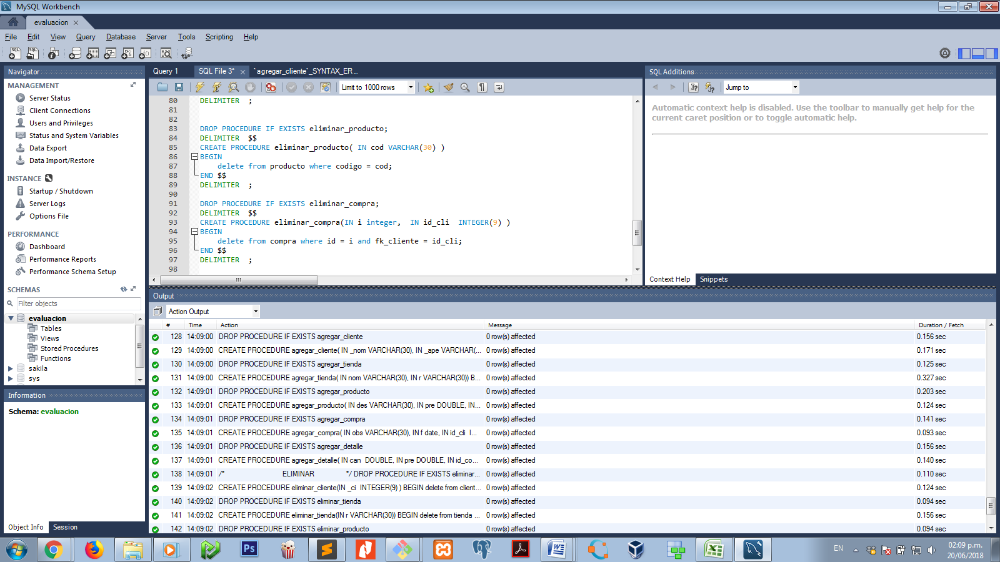 MySQL Workbench
evaluacion
File Edit View Query Database Server Tools Scripting Help
Navigator
MANAGEMENT
Server Status
Client Connections
Users and Privileges
Status and System Variables
Data Export
Data Import/Restore
INSTANCE
Startup / Shutdown
Server Logs
Options File
PERFORMANCE
Dashboard
Performance Reports
Performance Schema Setup
SCHEMAS
Filter objects
evaluacion
Tables
Views
Stored Procedures
Functions
sakila
sys
Information
Schema: evaluacion
Object Info Session
Query 1 SQL File 3* `agregar_cliente`_SYNTAX_ER...
Limit to 1000 rows
80 DELIMITER ;
81
82
83 DROP PROCEDURE IF EXISTS eliminar_producto;
84 DELIMITER $$
85 CREATE PROCEDURE eliminar_producto( IN cod VARCHAR(30) )
86 BEGIN
87 delete from producto where codigo = cod;
88 END $$
89 DELIMITER ;
90
91 DROP PROCEDURE IF EXISTS eliminar_compra;
92 DELIMITER $$
93 CREATE PROCEDURE eliminar_compra(IN i integer, IN id_cli INTEGER(9) )
94 BEGIN
95 delete from compra where id = i and fk_cliente = id_cli;
96 END $$
97 DELIMITER ;
98
SQL Additions
Jump to
Automatic context help is disabled. Use the toolbar to manually get help for the
current caret position or to toggle automatic help.
Context Help Snippets
Output
Action Output
# Time Action Message Duration / Fetch
128 14:09:00 DROP PROCEDURE IF EXISTS agregar_cliente 0 row(s) affected 0.156 sec
129 14:09:00 CREATE PROCEDURE agregar_cliente( IN _nom VARCHAR(30), IN _ape VARCHAR(... 0 row(s) affected 0.171 sec
130 14:09:00 DROP PROCEDURE IF EXISTS agregar_tienda 0 row(s) affected 0.125 sec
131 14:09:00 CREATE PROCEDURE agregar_tienda( IN nom VARCHAR(30), IN r VARCHAR(30)) B... 0 row(s) affected 0.327 sec
132 14:09:01 DROP PROCEDURE IF EXISTS agregar_producto 0 row(s) affected 0.203 sec
133 14:09:01 CREATE PROCEDURE agregar_producto( IN des VARCHAR(30), IN pre DOUBLE, IN... 0 row(s) affected 0.124 sec
134 14:09:01 DROP PROCEDURE IF EXISTS agregar_compra 0 row(s) affected 0.141 sec
135 14:09:01 CREATE PROCEDURE agregar_compra( IN obs VARCHAR(30), IN f date, IN id_cli I... 0 row(s) affected 0.093 sec
136 14:09:01 DROP PROCEDURE IF EXISTS agregar_detalle 0 row(s) affected 0.156 sec
137 14:09:01 CREATE PROCEDURE agregar_detalle( IN can DOUBLE, IN pre DOUBLE, IN id_co... 0 row(s) affected 0.140 sec
138 14:09:01 /* ELIMINAR */ DROP PROCEDURE IF EXISTS eliminar... 0 row(s) affected 0.110 sec
139 14:09:02 CREATE PROCEDURE eliminar_cliente(IN _ci INTEGER(9) ) BEGIN delete from client... 0 row(s) affected 0.124 sec
140 14:09:02 DROP PROCEDURE IF EXISTS eliminar_tienda 0 row(s) affected 0.094 sec
141 14:09:02 CREATE PROCEDURE eliminar_tienda(IN r VARCHAR(30)) BEGIN delete from tienda ... 0 row(s) affected 0.156 sec
142 14:09:02 DROP PROCEDURE IF EXISTS eliminar_producto 0 row(s) affected 0.094 sec
Ps
EN
02:09 p.m.
20/06/2018